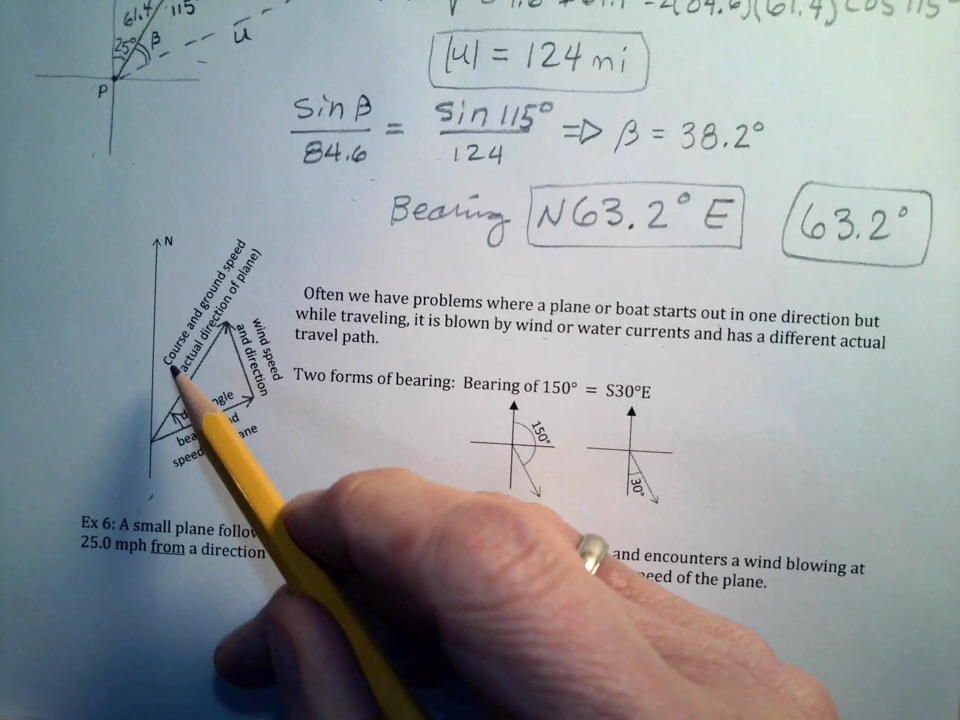 61.4 115
25° β
u
P
|u| = 124 mi
Sin β / 84.6 = Sin 115° / 124 ⇒ β = 38.2°
Bearing N63.2° E 63.2°
N
Course and ground speed
actual direction of plane)
wind speed
and direction
Often we have problems where a plane or boat starts out in one direction but
while traveling, it is blown by wind or water currents and has a different actual
travel path.
Two forms of bearing: Bearing of 150° = S30°E
150°
30°
speed
Ex 6: A small plane
and encounters a wind blowing at
25.0 mph from a direction
of the plane.